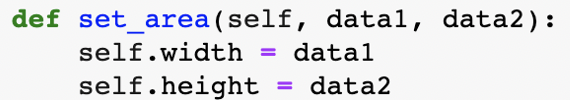 def set_area(self, data1, data2):
    self.width = data1
    self.height = data2